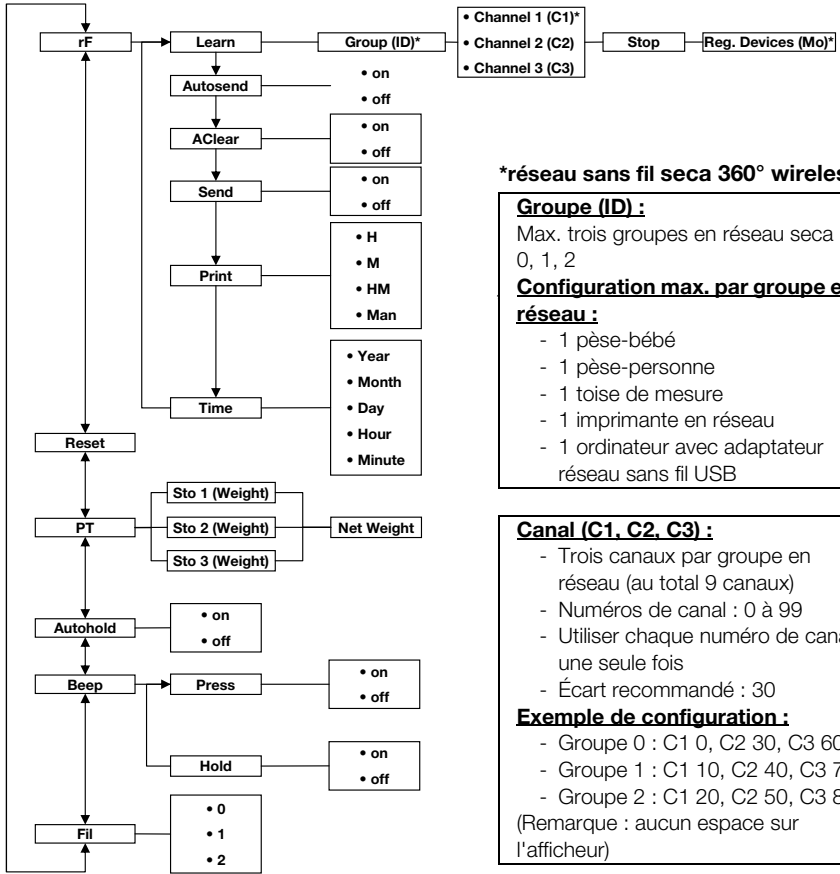 rF
Learn
Group (ID)*
• Channel 1 (C1)*
• Channel 2 (C2)
• Channel 3 (C3)
Stop
Reg. Devices (Mo)*
Autosend
• on
• off
AClear
• on
• off
Send
• on
• off
Print
• H
• M
• HM
• Man
Time
• Year
• Month
• Day
• Hour
• Minute
Reset
PT
Sto 1 (Weight)
Sto 2 (Weight)
Sto 3 (Weight)
Net Weight
Autohold
• on
• off
Beep
Press
• on
• off
Hold
• on
• off
Fil
• 0
• 1
• 2
*réseau sans fil seca 360° wireles
Groupe (ID) :
Max. trois groupes en réseau seca
0, 1, 2
Configuration max. par groupe e
réseau :
- 1 pèse-bébé
- 1 pèse-personne
- 1 toise de mesure
- 1 imprimante en réseau
- 1 ordinateur avec adaptateur
réseau sans fil USB
Canal (C1, C2, C3) :
- Trois canaux par groupe en
réseau (au total 9 canaux)
- Numéros de canal : 0 à 99
- Utiliser chaque numéro de cana
une seule fois
- Écart recommandé : 30
Exemple de configuration :
- Groupe 0 : C1 0, C2 30, C3 60
- Groupe 1 : C1 10, C2 40, C3 7
- Groupe 2 : C1 20, C2 50, C3 8
(Remarque : aucun espace sur
l'afficheur)